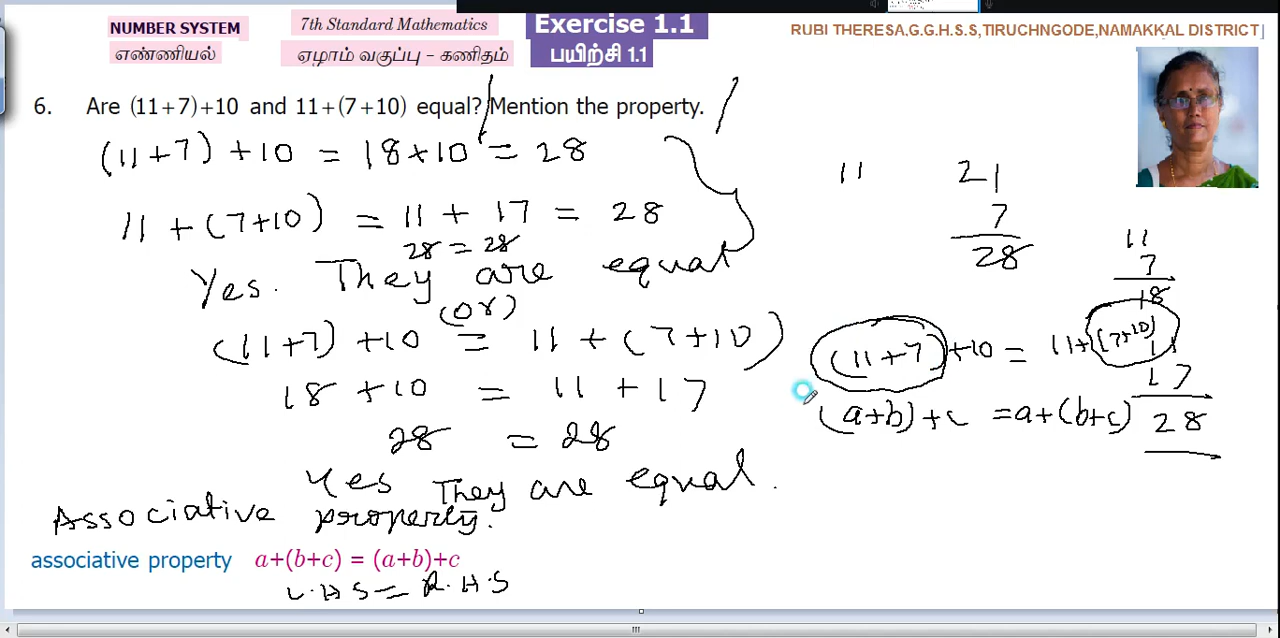 NUMBER SYSTEM
எண்ணியல்
7th Standard Mathematics
ஏழாம் வகுப்பு – கணிதம்
Exercise 1.1
பயிற்சி 1.1
RUBI THERESA,G.G.H.S.S,TIRUCHNGODE,NAMAKKAL DISTRICT
6. Are (11+7)+10 and 11+(7+10) equal? Mention the property.
(11+7) +10 = 18+10 = 28
11 + (7+10) = 11 + 17 = 28
28 = 28
Yes. They are equal
(or)
(11+7) +10 = 11 + (7+10)
18 +10 = 11 + 17
28 = 28
Yes They are equal.
Associative property.
associative property a+(b+c) = (a+b)+c
L.H.S = R.H.S
11
21
7
28
11
7
18
(11+7) +10 = 11+(7+10)
11
17
28
(a+b)+c =a+(b+c)